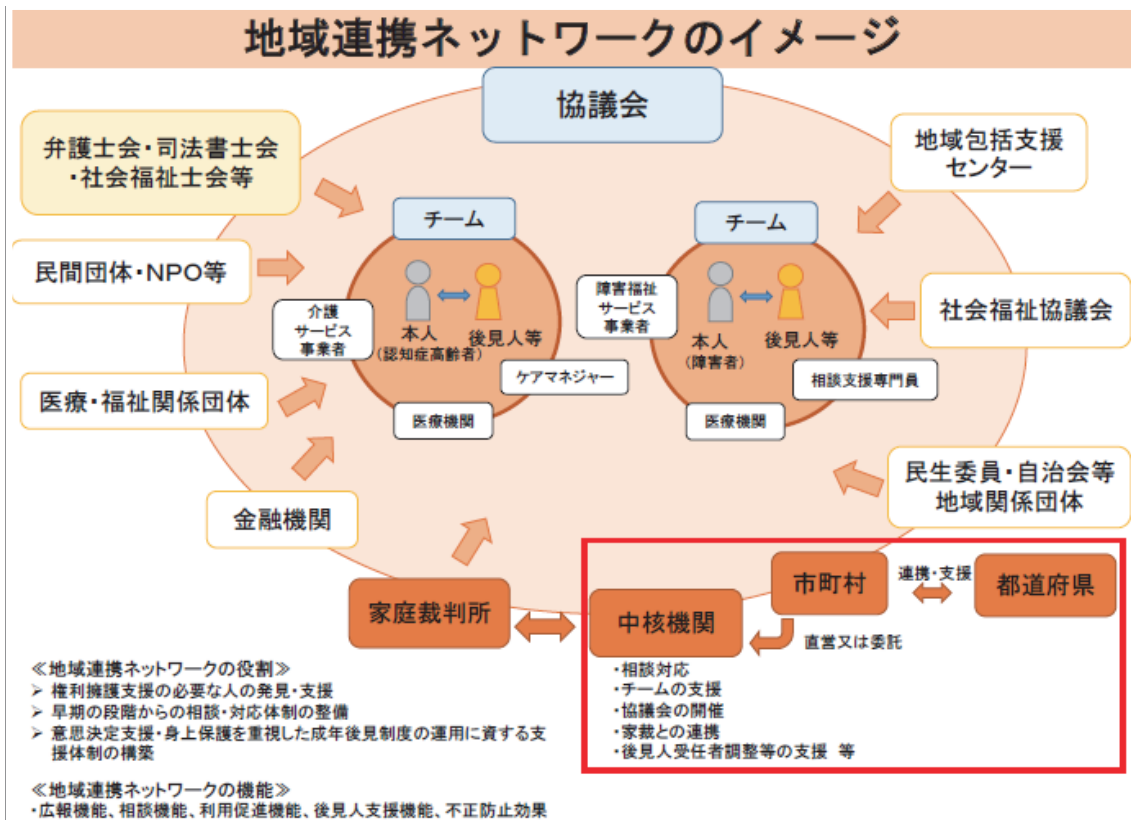 地域連携ネットワークのイメージ
協議会
弁護士会・司法書士会
・社会福祉士会等
地域包括支援
センター
チーム
チーム
民間団体・NPO等
介護
サービス
事業者
本人
(認知症高齢者)
後見人等
障害福祉
サービス
事業者
本人
(障害者)
後見人等
社会福祉協議会
ケアマネジャー
相談支援専門員
医療・福祉関係団体
医療機関
医療機関
金融機関
民生委員・自治会等
地域関係団体
家庭裁判所
中核機関
市町村
連携・支援
都道府県
直営又は委託
・相談対応
・チームの支援
・協議会の開催
・家裁との連携
・後見人受任者調整等の支援 等
≪地域連携ネットワークの役割≫
➢ 権利擁護支援の必要な人の発見・支援
➢ 早期の段階からの相談・対応体制の整備
➢ 意思決定支援・身上保護を重視した成年後見制度の運用に資する支
援体制の構築
≪地域連携ネットワークの機能≫
・広報機能、相談機能、利用促進機能、後見人支援機能、不正防止効果